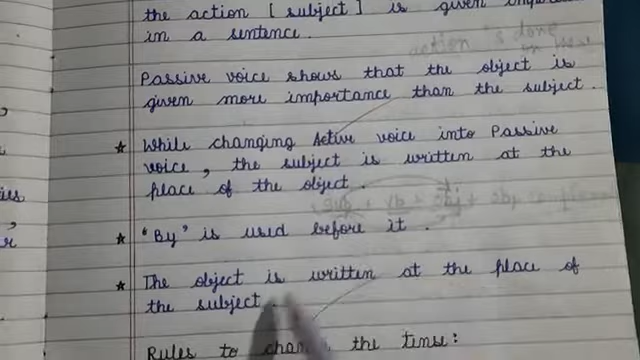 the action [subject] is given
in a sentence.
Passive voice shows that the object is
given more importance than the subject.
* While changing Active voice into Passive
voice, the subject is written at the
place of the object.
* "By" is used before it.
* The object is written at the place of
the subject.
Rules to change the tense: